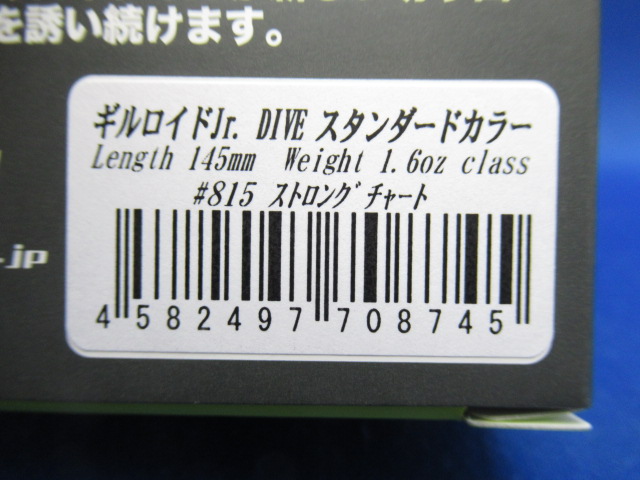 を誘い続けます。
ギルロイドJr. DIVE スタンダードカラー
Length 145mm Weight 1.6oz class
#815 ストロングチャート
.jp
4 582497 708745